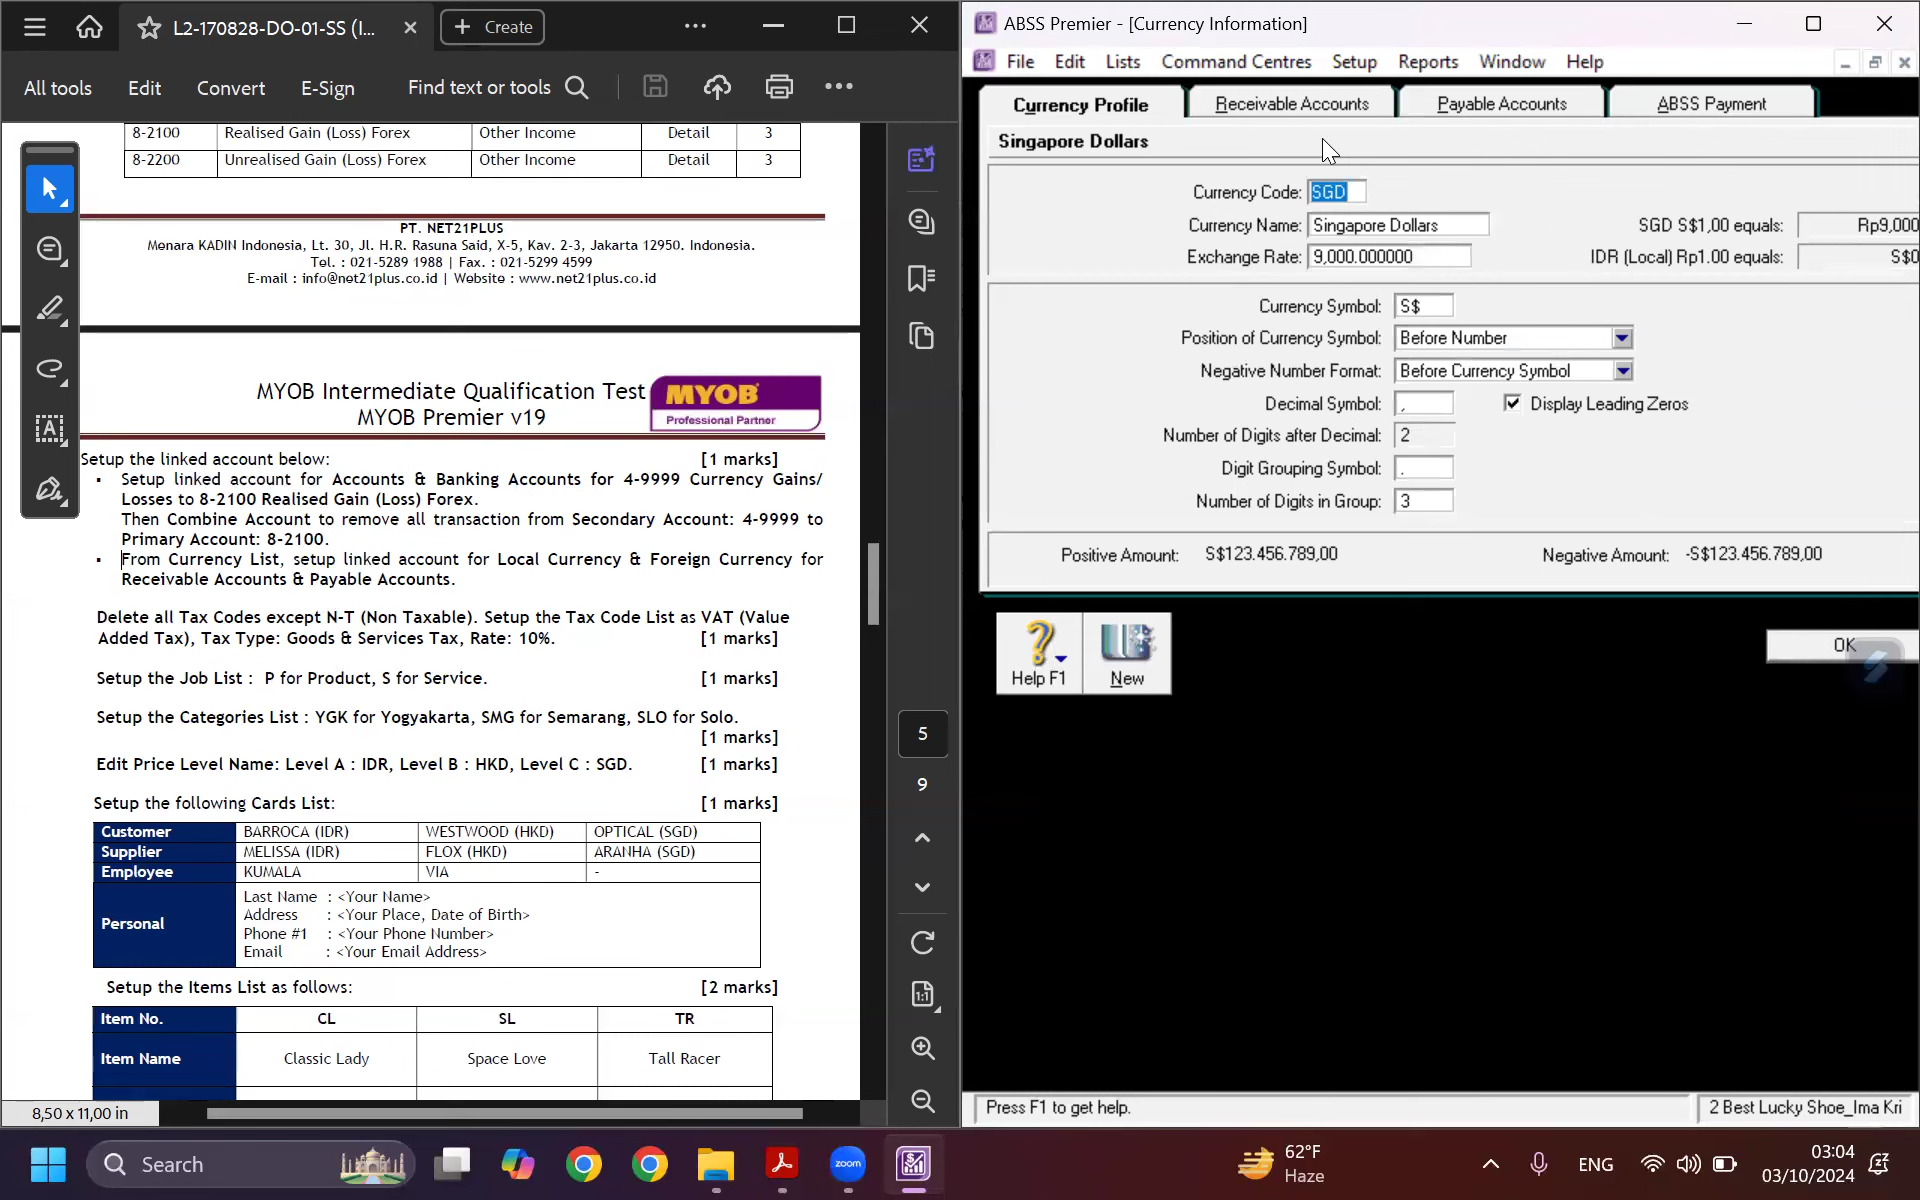 L2-170828-DO-01-SS (I...
Create
All tools
Edit
Convert
E-Sign
Find text or tools
8-2100 Realised Gain (Loss) Forex Other Income Detail 3
8-2200 Unrealised Gain (Loss) Forex Other Income Detail 3
PT. NET21PLUS
Menara KADIN Indonesia, Lt. 30, Jl. H.R. Rasuna Said, X-5, Kav. 2-3, Jakarta 12950. Indonesia.
Tel. : 021-5289 1988 | Fax. : 021-5299 4599
E-mail : info@net21plus.co.id | Website : www.net21plus.co.id
MYOB Intermediate Qualification Test
MYOB Premier v19
MYOB
Professional Partner
Setup the linked account below: [1 marks]
▪ Setup linked account for Accounts & Banking Accounts for 4-9999 Currency Gains/
Losses to 8-2100 Realised Gain (Loss) Forex.
Then Combine Account to remove all transaction from Secondary Account: 4-9999 to
Primary Account: 8-2100.
▪ From Currency List, setup linked account for Local Currency & Foreign Currency for
Receivable Accounts & Payable Accounts.
Delete all Tax Codes except N-T (Non Taxable). Setup the Tax Code List as VAT (Value
Added Tax), Tax Type: Goods & Services Tax, Rate: 10%. [1 marks]
Setup the Job List : P for Product, S for Service. [1 marks]
Setup the Categories List : YGK for Yogyakarta, SMG for Semarang, SLO for Solo.
[1 marks]
Edit Price Level Name: Level A : IDR, Level B : HKD, Level C : SGD. [1 marks]
Setup the following Cards List: [1 marks]
Customer BARROCA (IDR) WESTWOOD (HKD) OPTICAL (SGD)
Supplier MELISSA (IDR) FLOX (HKD) ARANHA (SGD)
Employee KUMALA VIA -
Personal
Last Name : <Your Name>
Address : <Your Place, Date of Birth>
Phone #1 : <Your Phone Number>
Email : <Your Email Address>
Setup the Items List as follows: [2 marks]
Item No. CL SL TR
Item Name Classic Lady Space Love Tall Racer
8,50 x 11,00 in
5
9
1:1
ABSS Premier - [Currency Information]
File Edit Lists Command Centres Setup Reports Window Help
Currency Profile
Receivable Accounts
Payable Accounts
ABSS Payment
Singapore Dollars
Currency Code: SGD
Currency Name: Singapore Dollars SGD S$1,00 equals: Rp9,000
Exchange Rate: 9,000.000000 IDR (Local) Rp1.00 equals: S$0
Currency Symbol: S$
Position of Currency Symbol: Before Number
Negative Number Format: Before Currency Symbol
Decimal Symbol: , Display Leading Zeros
Number of Digits after Decimal: 2
Digit Grouping Symbol: .
Number of Digits in Group: 3
Positive Amount: S$123.456.789,00 Negative Amount: -S$123.456.789,00
Help F1
New
OK
Press F1 to get help.
2 Best Lucky Shoe_Ima Kri
Search
zoom
62°F
Haze
ENG
03:04
03/10/2024